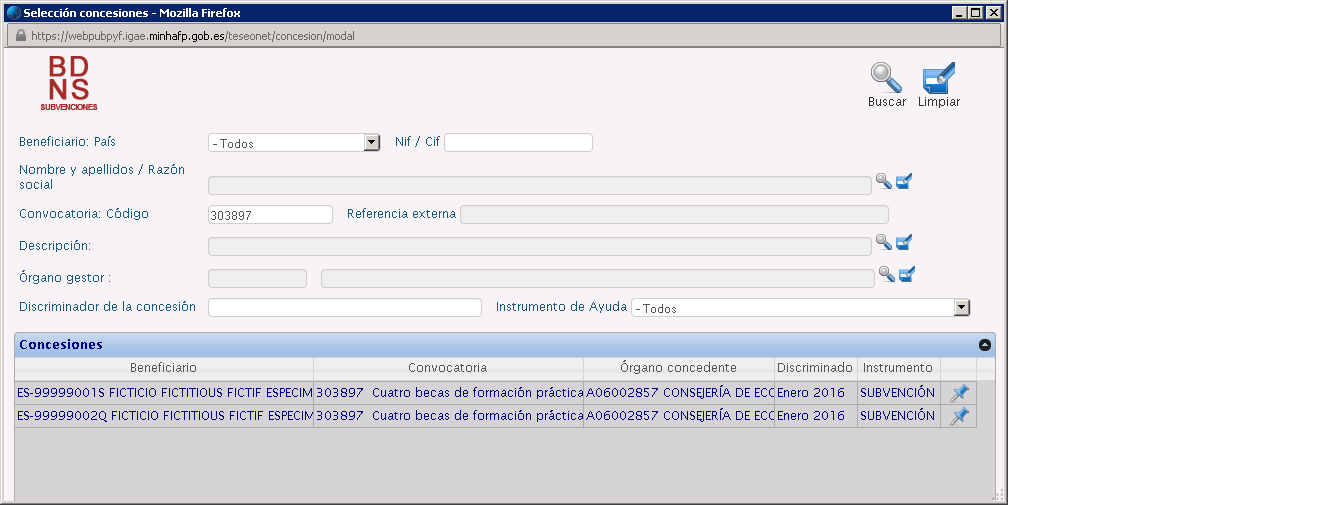 Selección concesiones - Mozilla Firefox
https://webpubpyf.igae.minhafp.gob.es/teseonet/concesion/modal
BD
NS
SUBVENCIONES
Buscar Limpiar
Beneficiario: País - Todos Nif / Cif
Nombre y apellidos / Razón
social
Convocatoria: Código 303897 Referencia externa
Descripción:
Órgano gestor :
Discriminador de la concesión Instrumento de Ayuda - Todos
Concesiones
Beneficiario Convocatoria Órgano concedente Discriminado Instrumento
ES-99999001S FICTICIO FICTITIOUS FICTIF ESPECIM 303897 Cuatro becas de formación práctica A06002857 CONSEJERÍA DE ECO Enero 2016 SUBVENCIÓN
ES-99999002Q FICTICIO FICTITIOUS FICTIF ESPECIM 303897 Cuatro becas de formación práctica A06002857 CONSEJERÍA DE ECO Enero 2016 SUBVENCIÓN